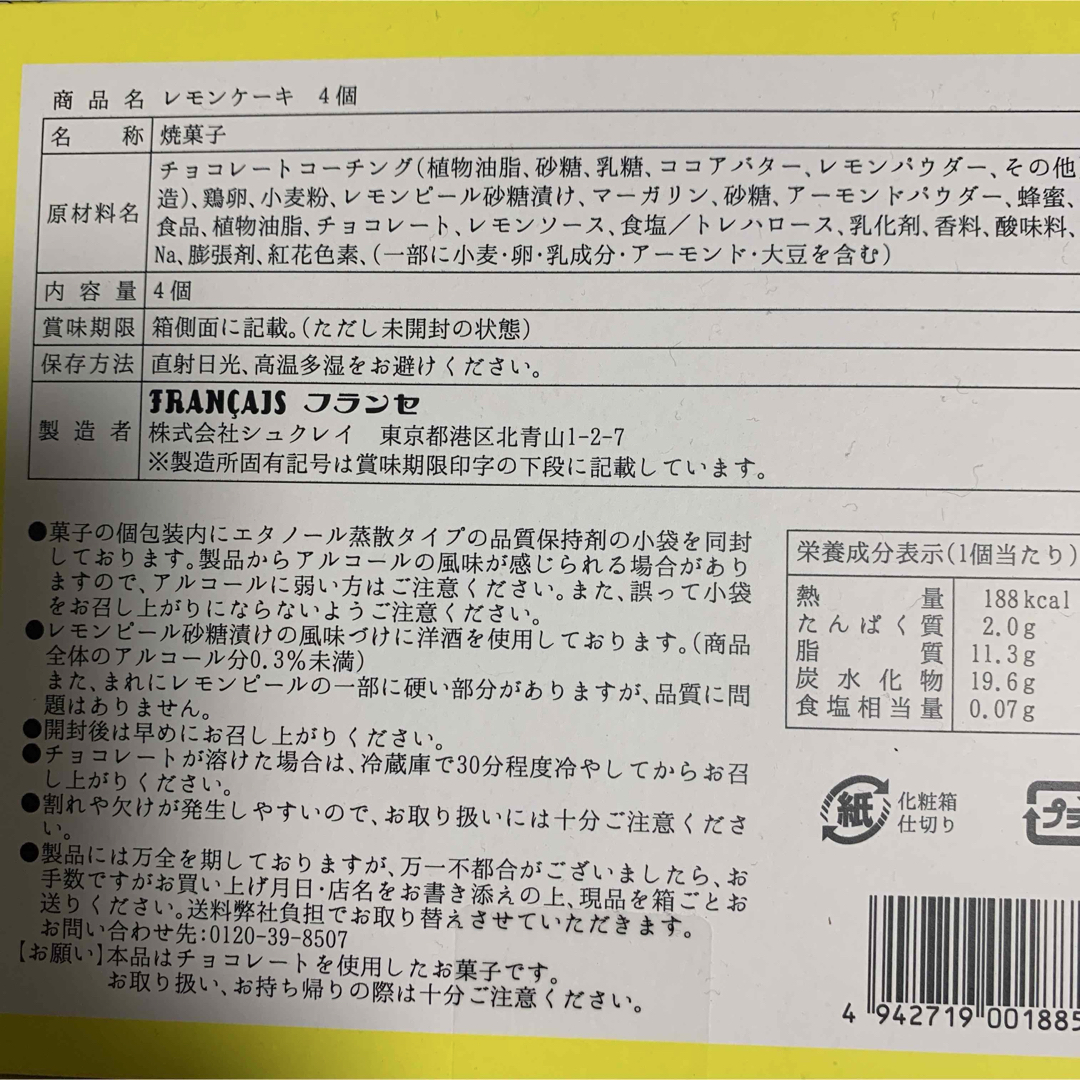 商品名 レモンケーキ 4個
名称 焼菓子
原材料名 チョコレートコーチング(植物油脂、砂糖、乳糖、ココアバター、レモンパウダー、その他
造)、鶏卵、小麦粉、レモンピール砂糖漬け、マーガリン、砂糖、アーモンドパウダー、蜂蜜、
食品、植物油脂、チョコレート、レモンソース、食塩／トレハロース、乳化剤、香料、酸味料、
Na、膨張剤、紅花色素、(一部に小麦・卵・乳成分・アーモンド・大豆を含む)
内容量 4個
賞味期限 箱側面に記載。(ただし未開封の状態)
保存方法 直射日光、高温多湿をお避けください。
製造者 FRANÇAIS フランセ
株式会社シュクレイ 東京都港区北青山1-2-7
※製造所固有記号は賞味期限印字の下段に記載しています。
●菓子の個包装内にエタノール蒸散タイプの品質保持剤の小袋を同封
しております。製品からアルコールの風味が感じられる場合があり
ますので、アルコールに弱い方はご注意ください。また、誤って小袋
をお召し上がりにならないようご注意ください。
●レモンピール砂糖漬けの風味づけに洋酒を使用しております。(商品
全体のアルコール分0.3%未満)
また、まれにレモンピールの一部に硬い部分がありますが、品質に問
題はありません。
●開封後は早めにお召し上がりください。
●チョコレートが溶けた場合は、冷蔵庫で30分程度冷やしてからお召
し上がりください。
●割れや欠けが発生しやすいので、お取り扱いには十分ご注意くださ
い。
●製品には万全を期しておりますが、万一不都合がございましたら、お
手数ですがお買い上げ月日・店名をお書き添えの上、現品を箱ごとお
送りください。送料弊社負担でお取り替えさせていただきます。
お問い合わせ先:0120-39-8507
【お願い】本品はチョコレートを使用したお菓子です。
お取り扱い、お持ち帰りの際は十分ご注意ください。
栄養成分表示(1個当たり)
熱量 188kcal
たんぱく質 2.0g
脂質 11.3g
炭水化物 19.6g
食塩相当量 0.07g
紙 化粧箱
仕切り
プラ
4 942719 001885